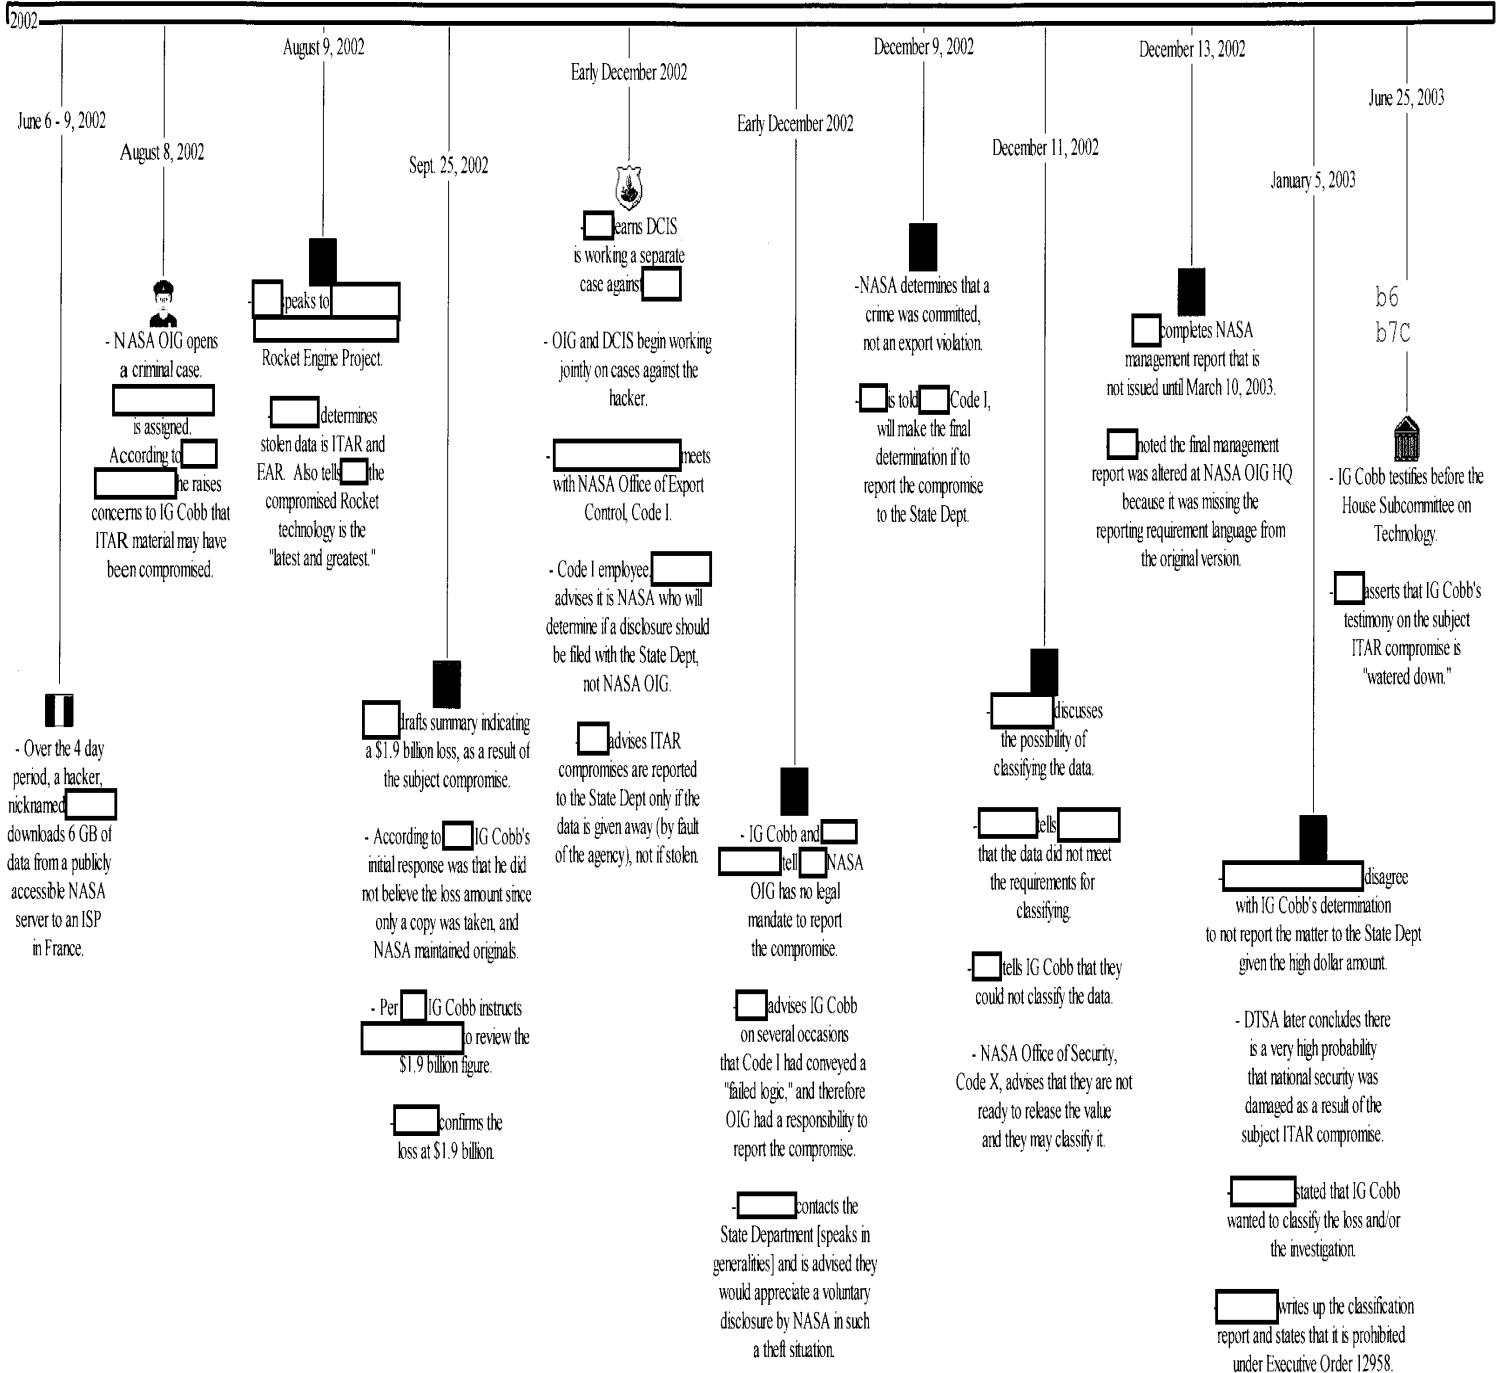 2002
June 6 - 9, 2002
- Over the 4 day
period, a hacker,
nicknamed
downloads 6 GB of
data from a publicly
accessible NASA
server to an ISP
in France.
August 8, 2002
- NASA OIG opens
a criminal case.
is assigned.
According to
he raises
concerns to IG Cobb that
ITAR material may have
been compromised.
August 9, 2002
- speaks to
Rocket Engine Project.
- determines
stolen data is ITAR and
EAR. Also tells the
compromised Rocket
technology is the
"latest and greatest."
Sept. 25, 2002
drafts summary indicating
a $1.9 billion loss, as a result of
the subject compromise.
- According to IG Cobb's
initial response was that he did
not believe the loss amount since
only a copy was taken, and
NASA maintained originals.
- Per IG Cobb instructs
to review the
$1.9 billion figure.
- confirms the
loss at $1.9 billion.
Early December 2002
- earns DCIS
is working a separate
case against
- OIG and DCIS begin working
jointly on cases against the
hacker.
- meets
with NASA Office of Export
Control, Code I.
- Code I employee,
advises it is NASA who will
determine if a disclosure should
be filed with the State Dept,
not NASA OIG.
- advises ITAR
compromises are reported
to the State Dept only if the
data is given away (by fault
of the agency), not if stolen.
Early December 2002
- IG Cobb and
tell NASA
OIG has no legal
mandate to report
the compromise.
- advises IG Cobb
on several occasions
that Code I had conveyed a
"failed logic," and therefore
OIG had a responsibility to
report the compromise.
- contacts the
State Department [speaks in
generalities] and is advised they
would appreciate a voluntary
disclosure by NASA in such
a theft situation.
December 9, 2002
-NASA determines that a
crime was committed,
not an export violation.
- is told Code I,
will make the final
determination if to
report the compromise
to the State Dept.
December 11, 2002
- discusses
the possibility of
classifying the data.
- tells
that the data did not meet
the requirements for
classifying.
- tells IG Cobb that they
could not classify the data.
- NASA Office of Security,
Code X, advises that they are not
ready to release the value
and they may classify it.
December 13, 2002
completes NASA
management report that is
not issued until March 10, 2003.
- noted the final management
report was altered at NASA OIG HQ
because it was missing the
reporting requirement language from
the original version.
January 5, 2003
- disagree
with IG Cobb's determination
to not report the matter to the State Dept
given the high dollar amount.
- DTSA later concludes there
is a very high probability
that national security was
damaged as a result of the
subject ITAR compromise.
- stated that IG Cobb
wanted to classify the loss and/or
the investigation.
- writes up the classification
report and states that it is prohibited
under Executive Order 12958.
June 25, 2003
b6
b7C
- IG Cobb testifies before the
House Subcommittee on
Technology.
- asserts that IG Cobb's
testimony on the subject
ITAR compromise is
"watered down."